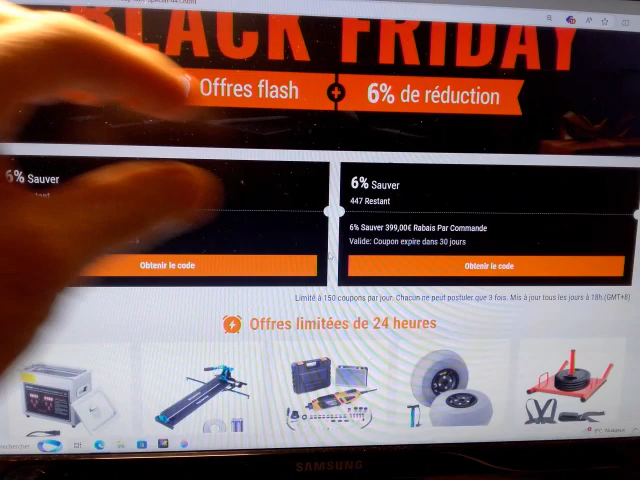 BLACK FRIDAY
Offres flash
6% de réduction
6% Sauver
6% Sauver
447 Restant
6% Sauver 399,00€ Rabais Par Commande
Valide: Coupon expire dans 30 jours
Obtenir le code
Obtenir le code
Limité à 150 coupons par jour. Chacun ne peut postuler que 3 fois. Mis à jour tous les jours à 18h.(GMT+8)
Offres limitées de 24 heures
SAMSUNG